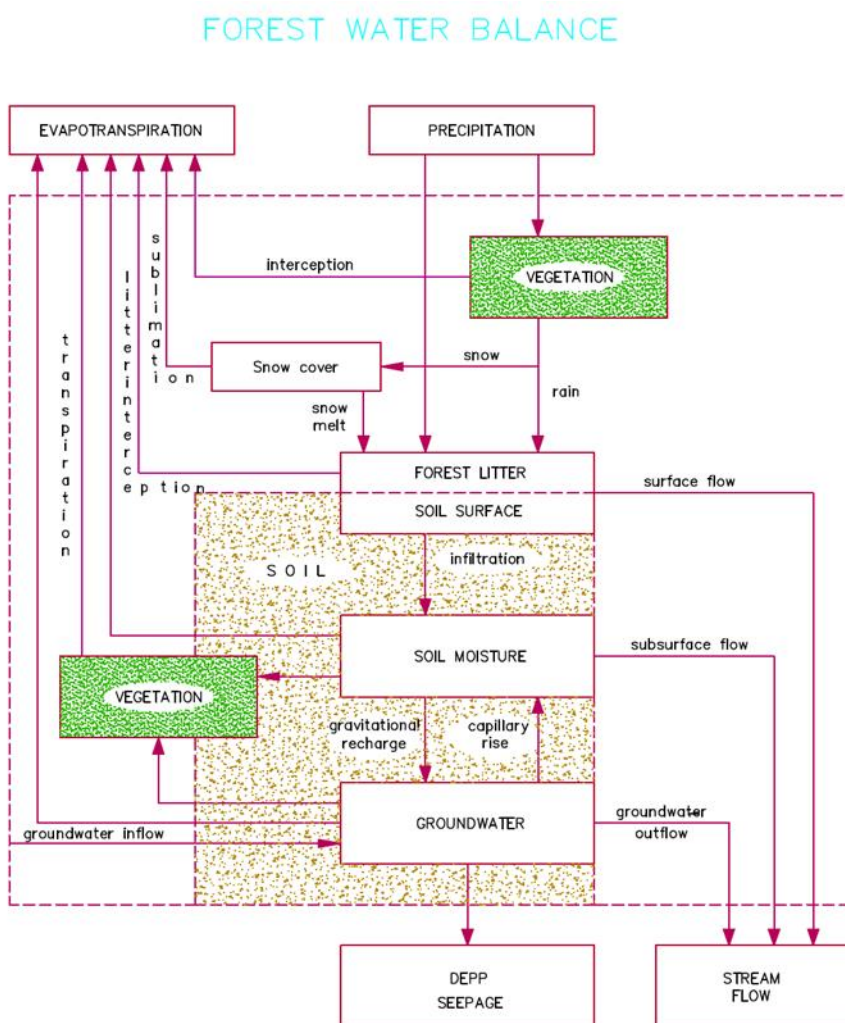 FOREST WATER BALANCE
EVAPOTRANSPIRATION
PRECIPITATION
sublimation
litterinterception
transpiration
interception
VEGETATION
Snow cover
snow
snow
melt
rain
FOREST LITTER
SOIL SURFACE
surface flow
infiltration
SOIL
SOIL MOISTURE
subsurface flow
VEGETATION
gravitational
recharge
capillary
rise
GROUNDWATER
groundwater
outflow
groundwater inflow
DEPP
SEEPAGE
STREAM
FLOW